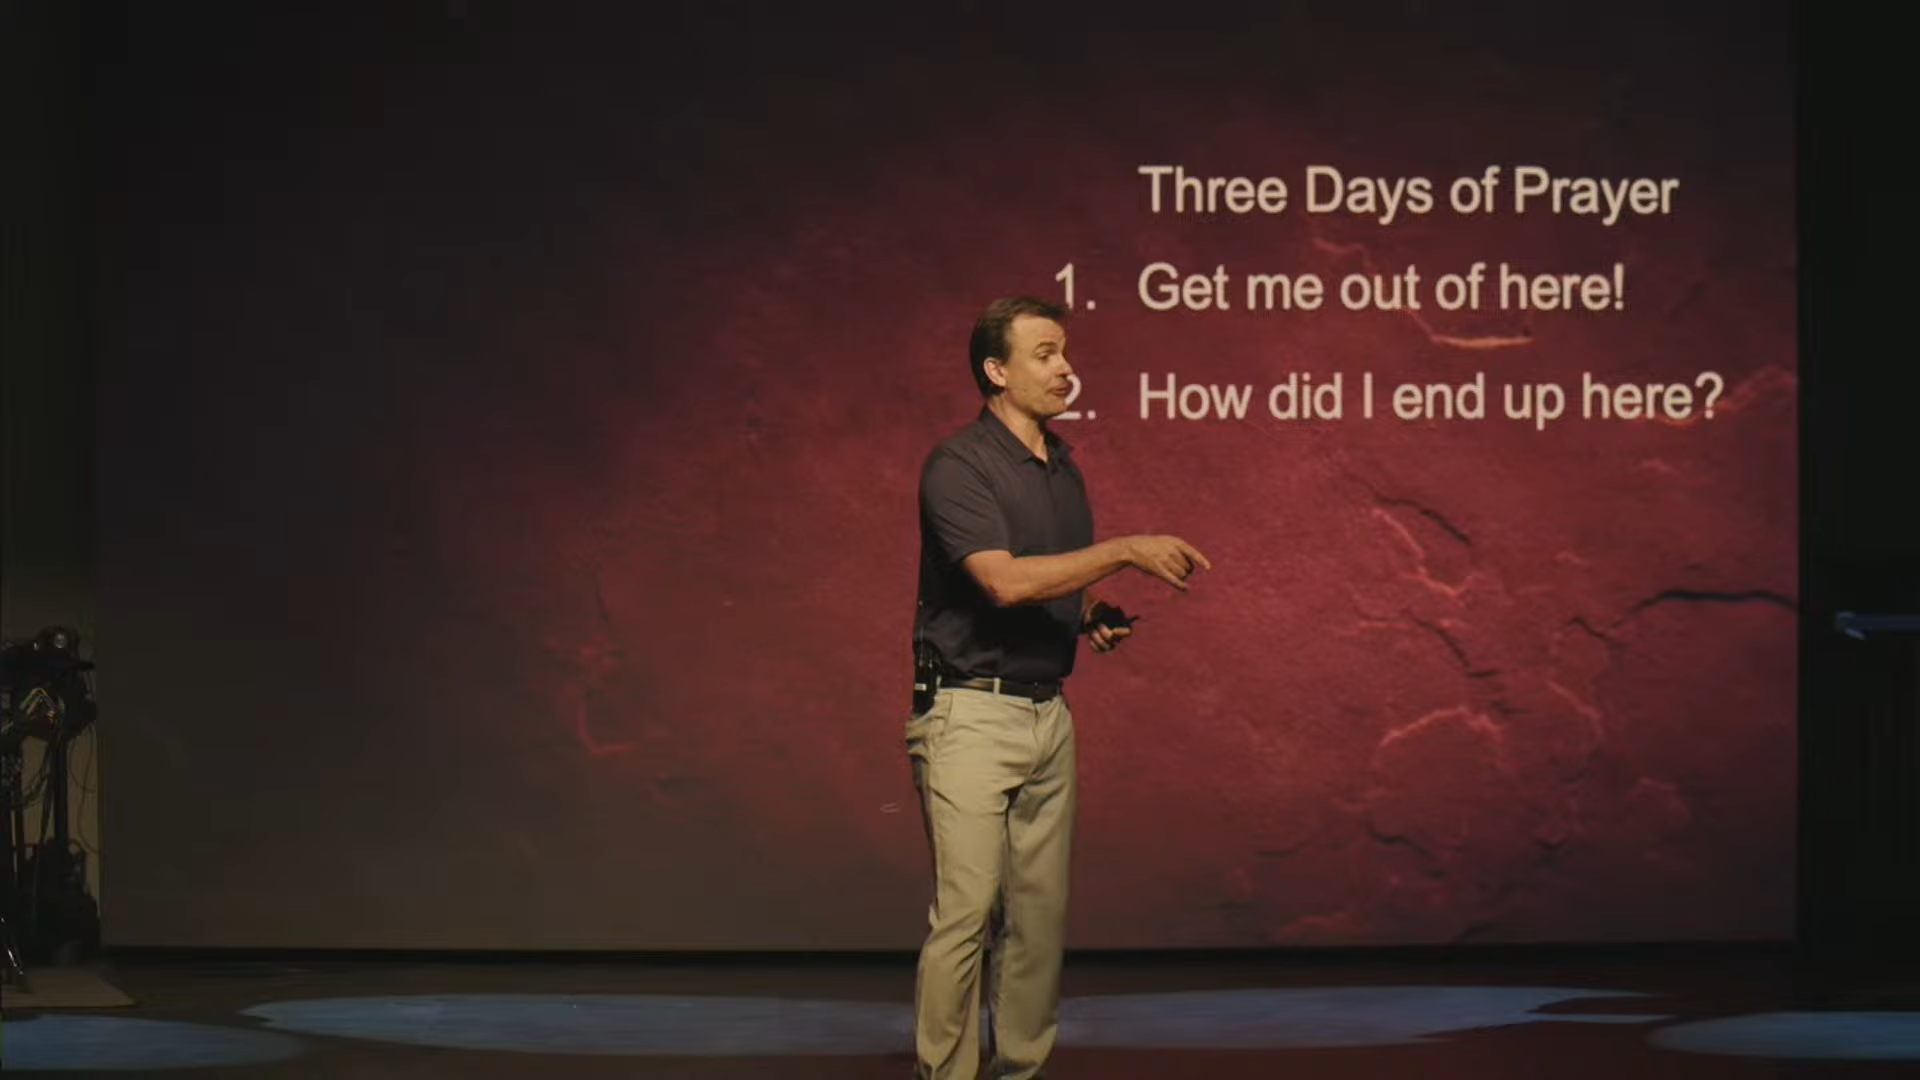 Three Days of Prayer
1. Get me out of here!
2. How did I end up here?